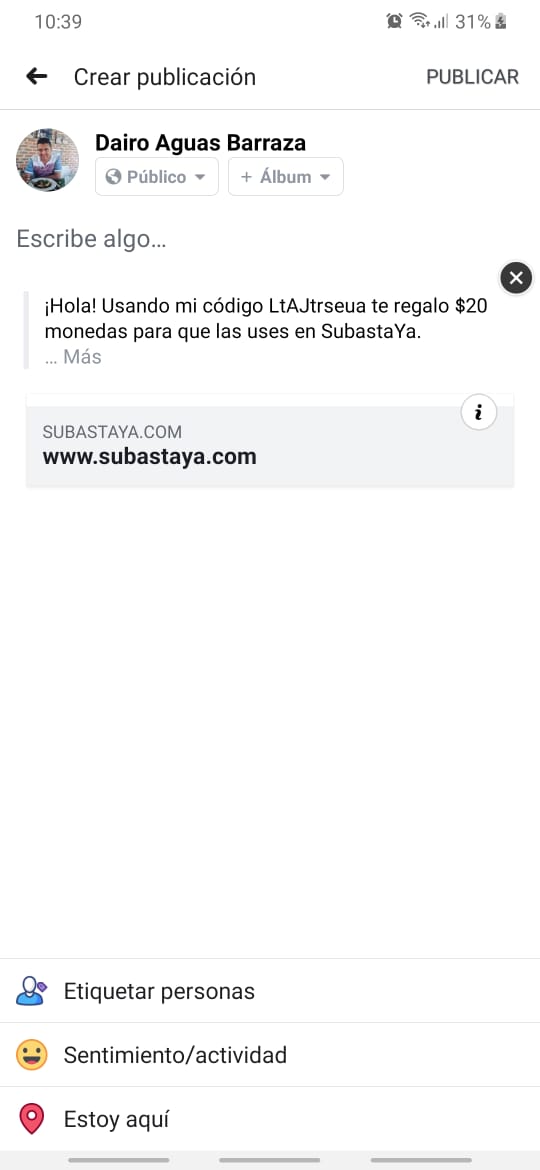 10:39
31%
Crear publicación
PUBLICAR
Dairo Aguas Barraza
Público
+ Álbum
Escribe algo...
¡Hola! Usando mi código LtAJtrseua te regalo $20
monedas para que las uses en SubastaYa.
... Más
SUBASTAYA.COM
www.subastaya.com
Etiquetar personas
Sentimiento/actividad
Estoy aquí